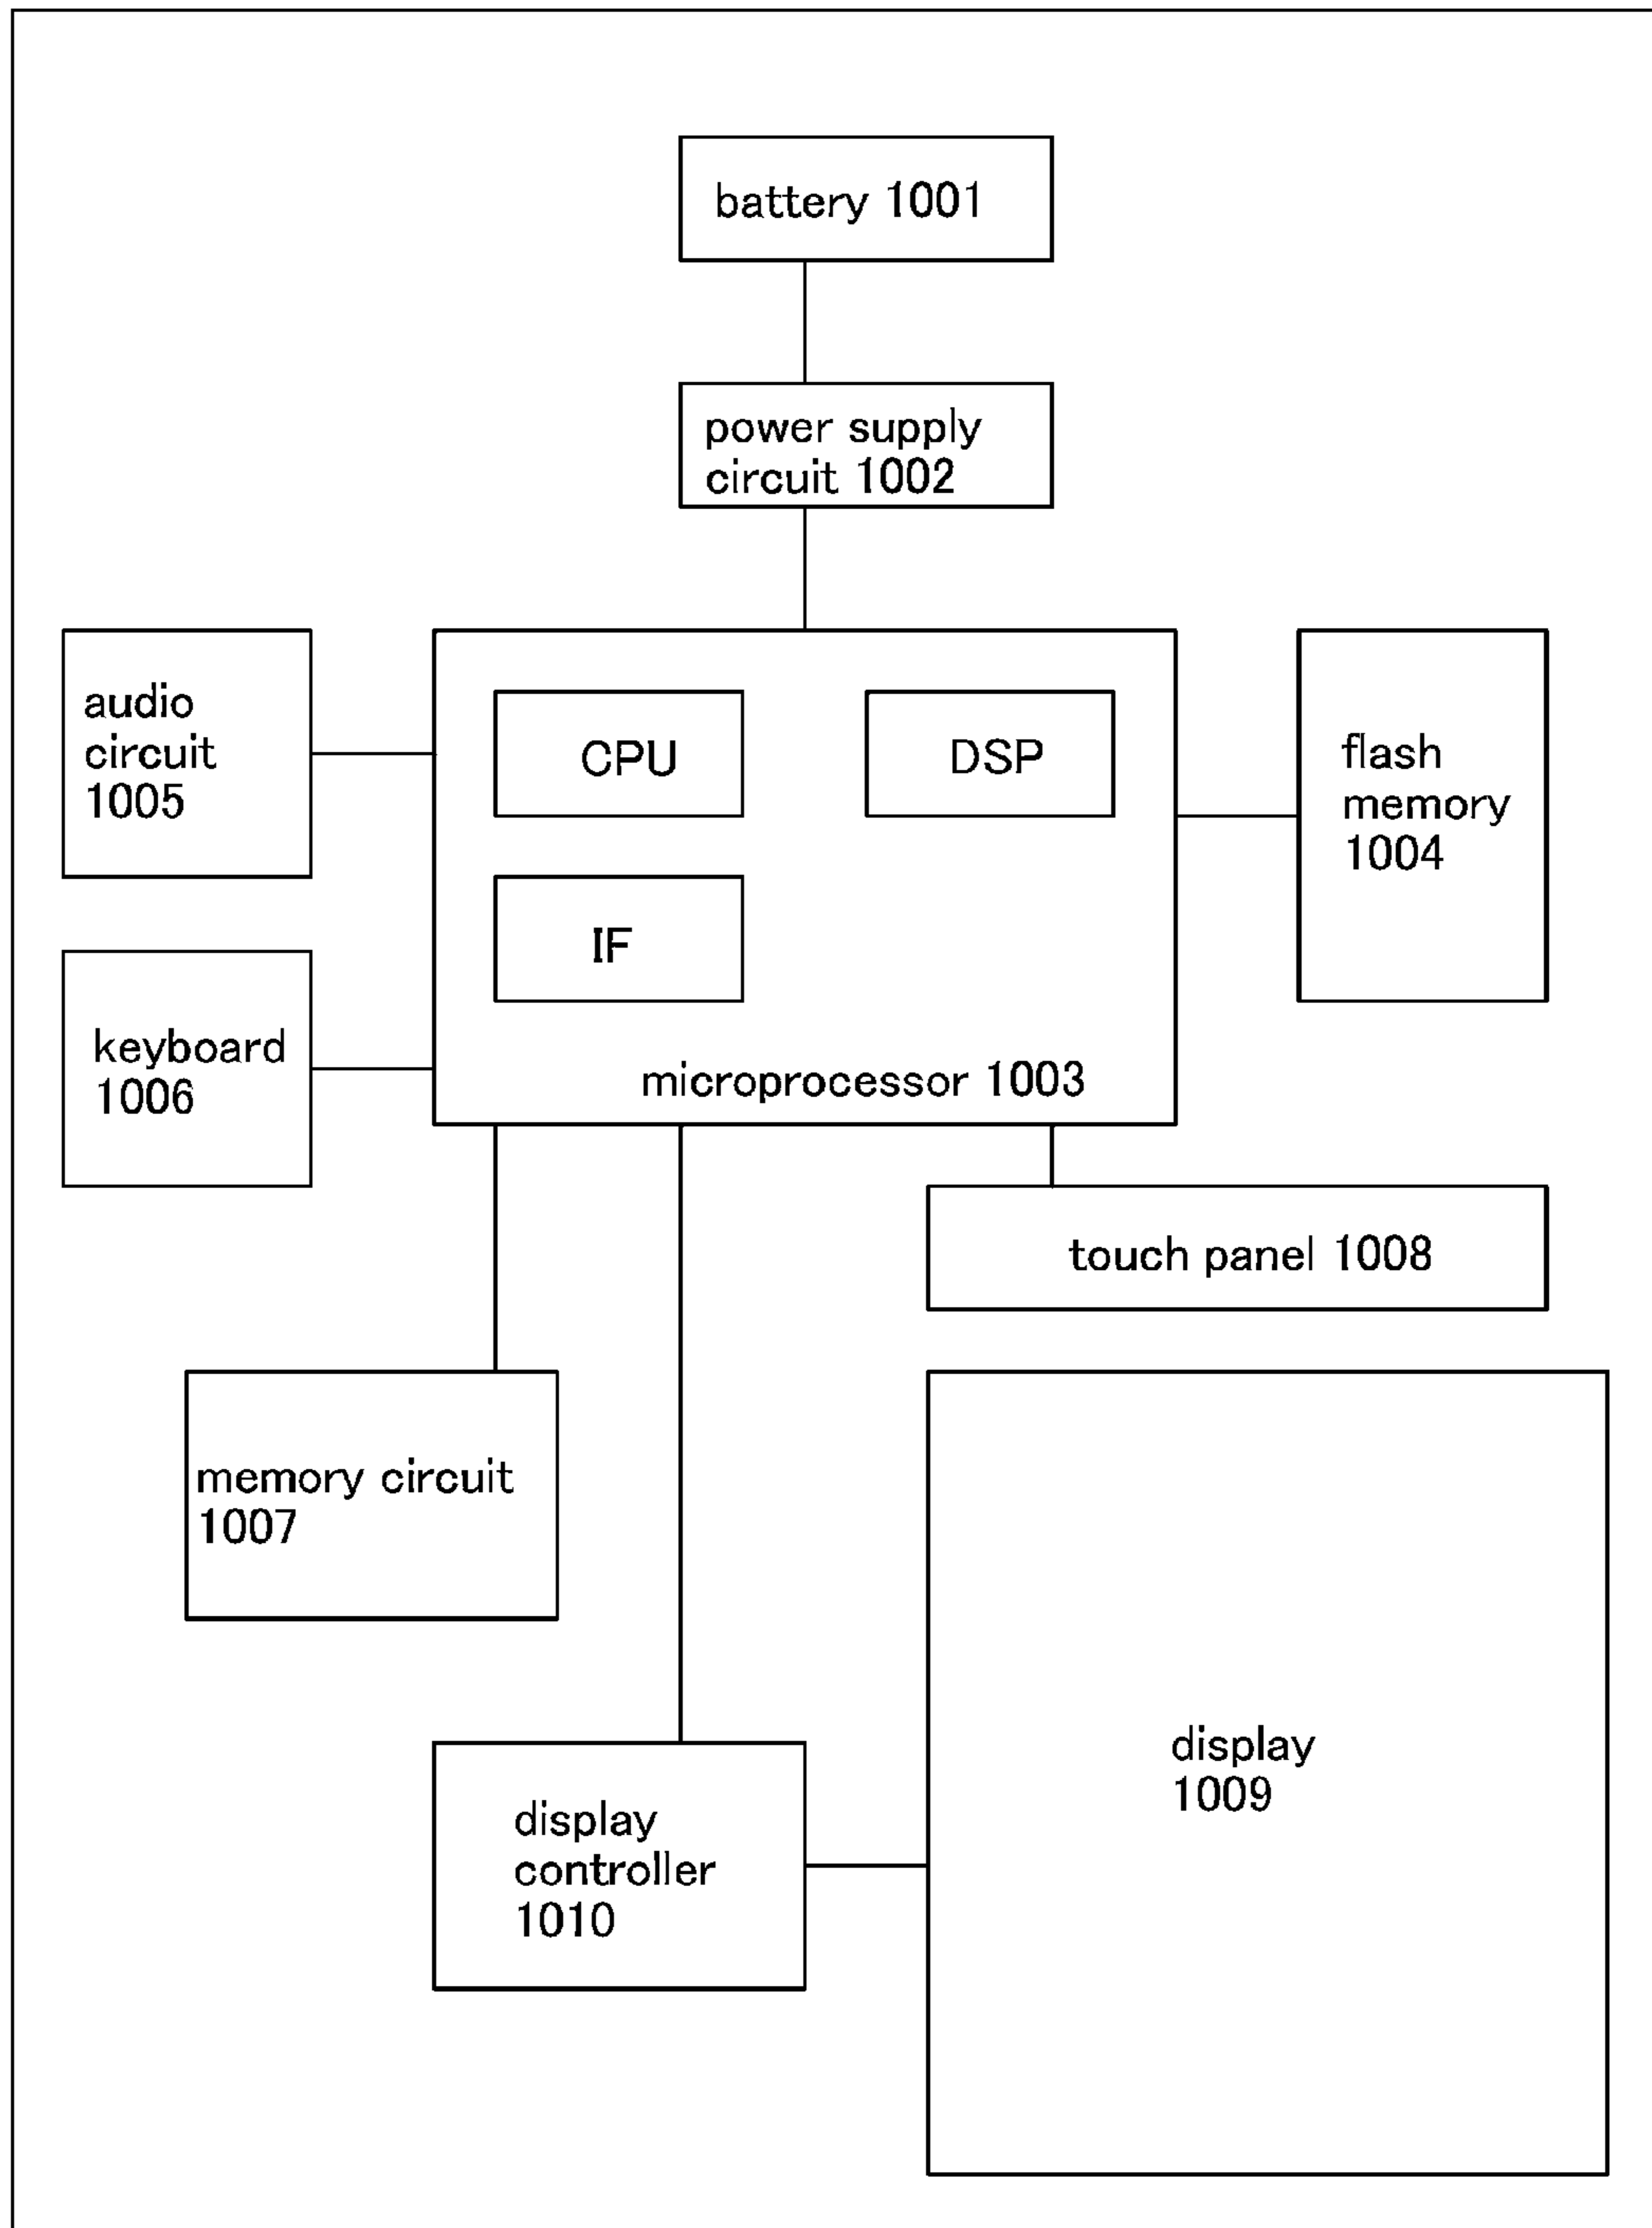 battery 1001
power supply
circuit 1002
audio
circuit
1005
CPU
DSP
flash
memory
1004
IF
keyboard
1006
microprocessor 1003
touch panel 1008
memory circuit
1007
display
1009
display
controller
1010